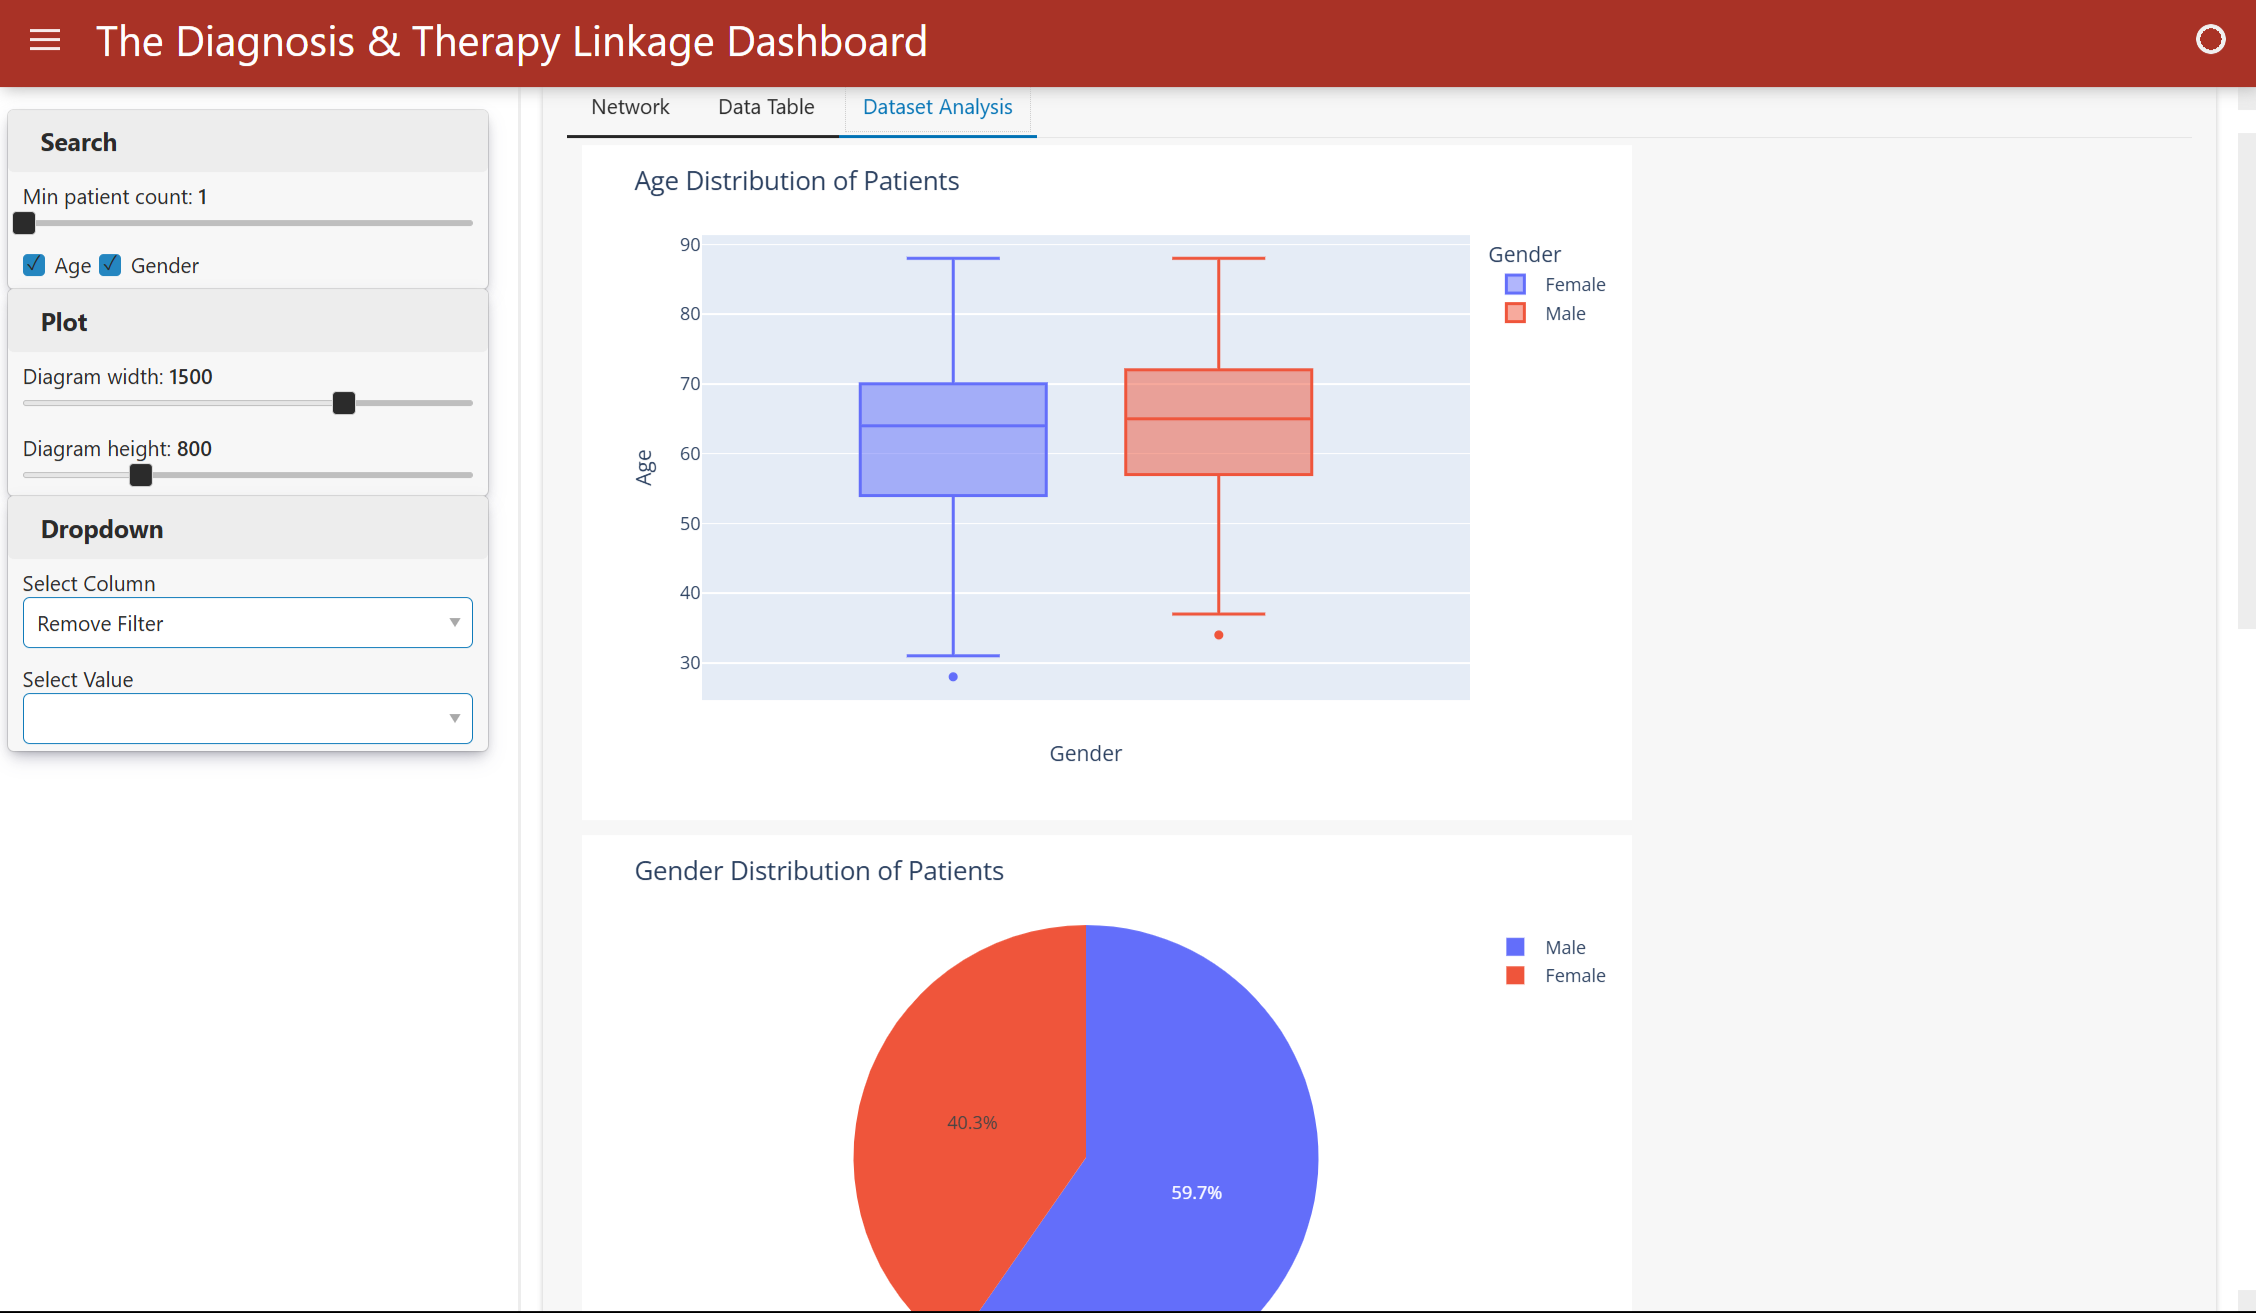 The Diagnosis & Therapy Linkage Dashboard
Search
Min patient count: 1
Age Gender
Plot
Diagram width: 1500
Diagram height: 800
Dropdown
Select Column
Remove Filter
Select Value
Network Data Table Dataset Analysis
Age Distribution of Patients
90
80
70
60
50
40
30
Age
Gender
Gender
Female
Male
Gender Distribution of Patients
40.3%
59.7%
Male
Female